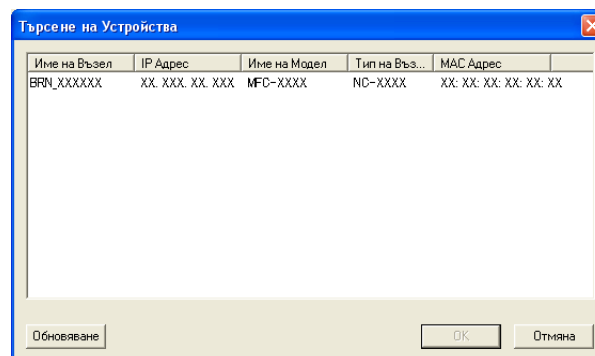 Търсене на Устройства
Име на Възел IP Адрес Име на Модел Тип на Въз... MAC Адрес
BRN_XXXXXX XX. XXX. XX. XXX MFC-XXXX NC-XXXX XX: XX: XX: XX: XX: XX
Обновяване OK Отмяна